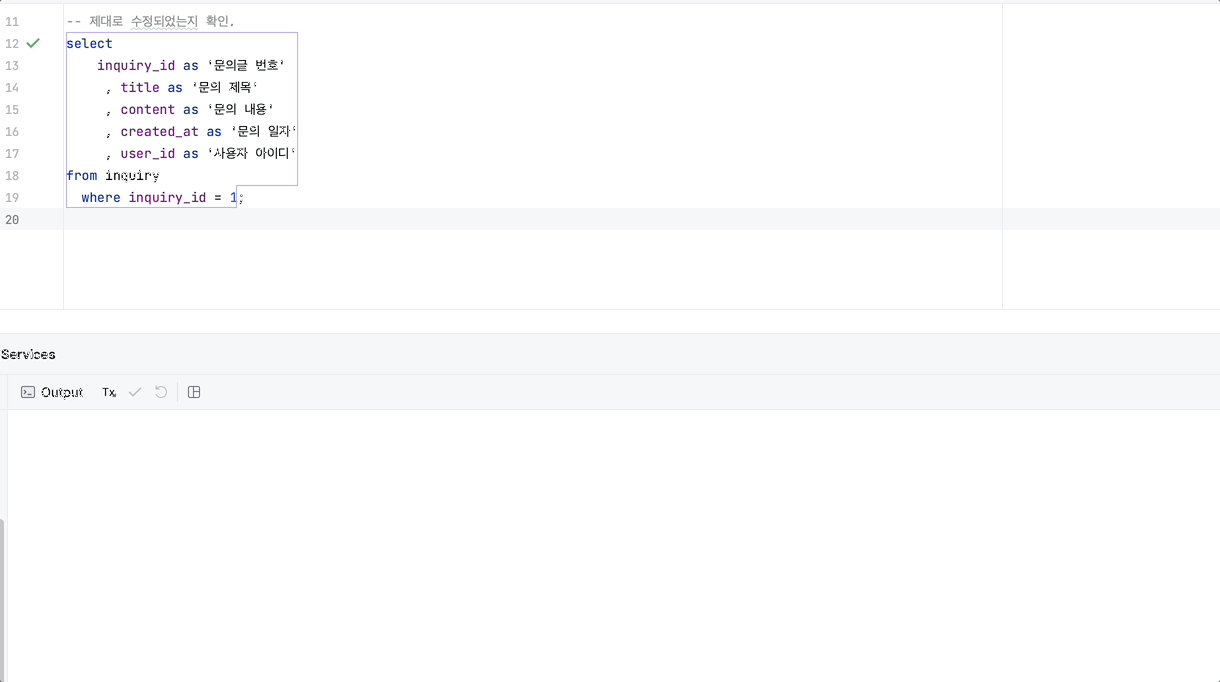 11 -- 제대로 수정되었는지 확인.
12 select
13 inquiry_id as '문의글 번호'
14 , title as '문의 제목'
15 , content as '문의 내용'
16 , created_at as '문의 일자'
17 , user_id as '사용자 아이디'
18 from inquiry
19 where inquiry_id = 1;
20
Services
Output Tx